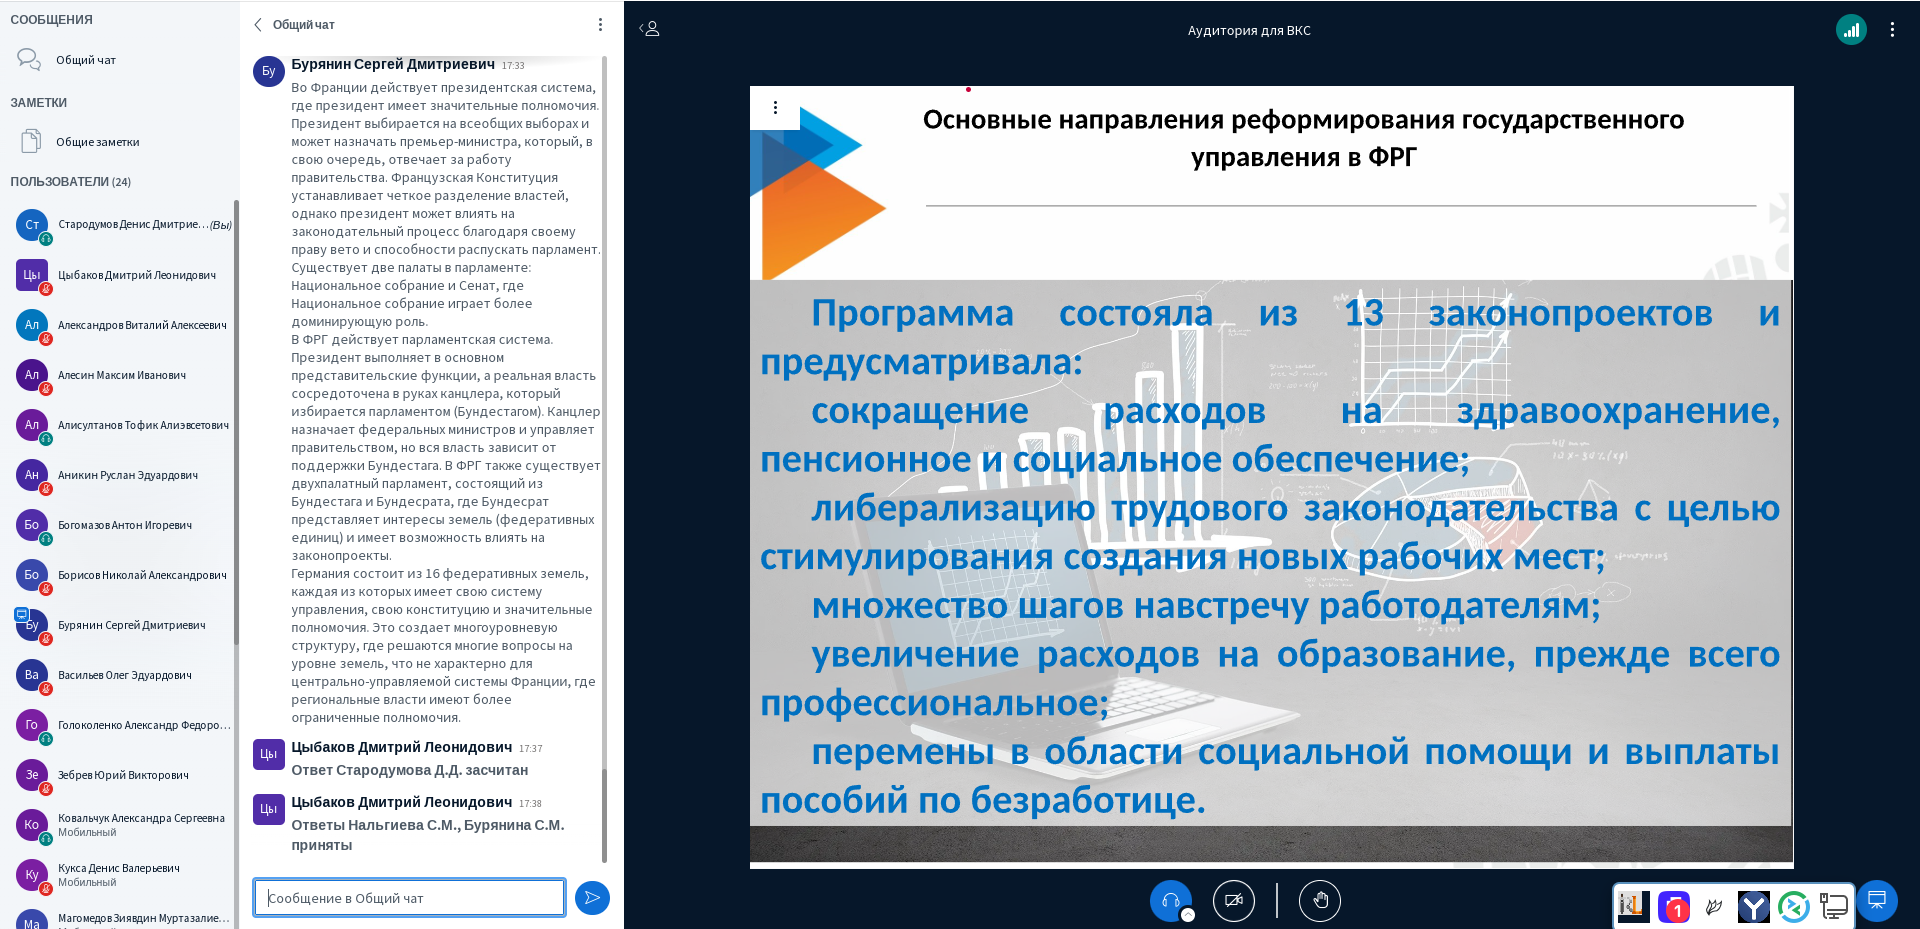 СООБЩЕНИЯ
Общий чат
ЗАМЕТКИ
Общие заметки
ПОЛЬЗОВАТЕЛИ (24)
Ст
Стародумов Денис Дмитрие… (Вы)
Цы
Цыбаков Дмитрий Леонидович
Ал
Александров Виталий Алексеевич
Ал
Алесин Максим Иванович
Ал
Алисултанов Тофик Алиэвсетович
Ан
Аникин Руслан Эдуардович
Бо
Богомазов Антон Игоревич
Бо
Борисов Николай Александрович
Бу
Бурянин Сергей Дмитриевич
Ва
Васильев Олег Эдуардович
Го
Голоколенко Александр Федоро…
Зе
Зебрев Юрий Викторович
Ко
Ковальчук Александра Сергеевна
Мобильный
Ку
Кукса Денис Валерьевич
Мобильный
Ма
Магомедов Зиявдин Муртазалие…
Общий чат
Бу
Бурянин Сергей Дмитриевич 17:33
Во Франции действует президентская система,
где президент имеет значительные полномочия.
Президент выбирается на всеобщих выборах и
может назначать премьер-министра, который, в
свою очередь, отвечает за работу
правительства. Французская Конституция
устанавливает четкое разделение властей,
однако президент может влиять на
законодательный процесс благодаря своему
праву вето и способности распускать парламент.
Существует две палаты в парламенте:
Национальное собрание и Сенат, где
Национальное собрание играет более
доминирующую роль.
В ФРГ действует парламентская система.
Президент выполняет в основном
представительские функции, а реальная власть
сосредоточена в руках канцлера, который
избирается парламентом (Бундестагом). Канцлер
назначает федеральных министров и управляет
правительством, но вся власть зависит от
поддержки Бундестага. В ФРГ также существует
двухпалатный парламент, состоящий из
Бундестага и Бундесрата, где Бундесрат
представляет интересы земель (федеративных
единиц) и имеет возможность влиять на
законопроекты.
Германия состоит из 16 федеративных земель,
каждая из которых имеет свою систему
управления, свою конституцию и значительные
полномочия. Это создает многоуровневую
структуру, где решаются многие вопросы на
уровне земель, что не характерно для
центрально-управляемой системы Франции, где
региональные власти имеют более
ограниченные полномочия.
Цы
Цыбаков Дмитрий Леонидович 17:37
Ответ Стародумова Д.Д. засчитан
Цы
Цыбаков Дмитрий Леонидович 17:38
Ответы Нальгиева С.М., Бурянина С.М.
приняты
Сообщение в Общий чат
Аудитория для ВКС
Основные направления реформирования государственного
управления в ФРГ
Программа состояла из 13 законопроектов и
предусматривала:
сокращение расходов на здравоохранение,
пенсионное и социальное обеспечение;
либерализацию трудового законодательства с целью
стимулирования создания новых рабочих мест;
множество шагов навстречу работодателям;
увеличение расходов на образование, прежде всего
профессиональное;
перемены в области социальной помощи и выплаты
пособий по безработице.
1